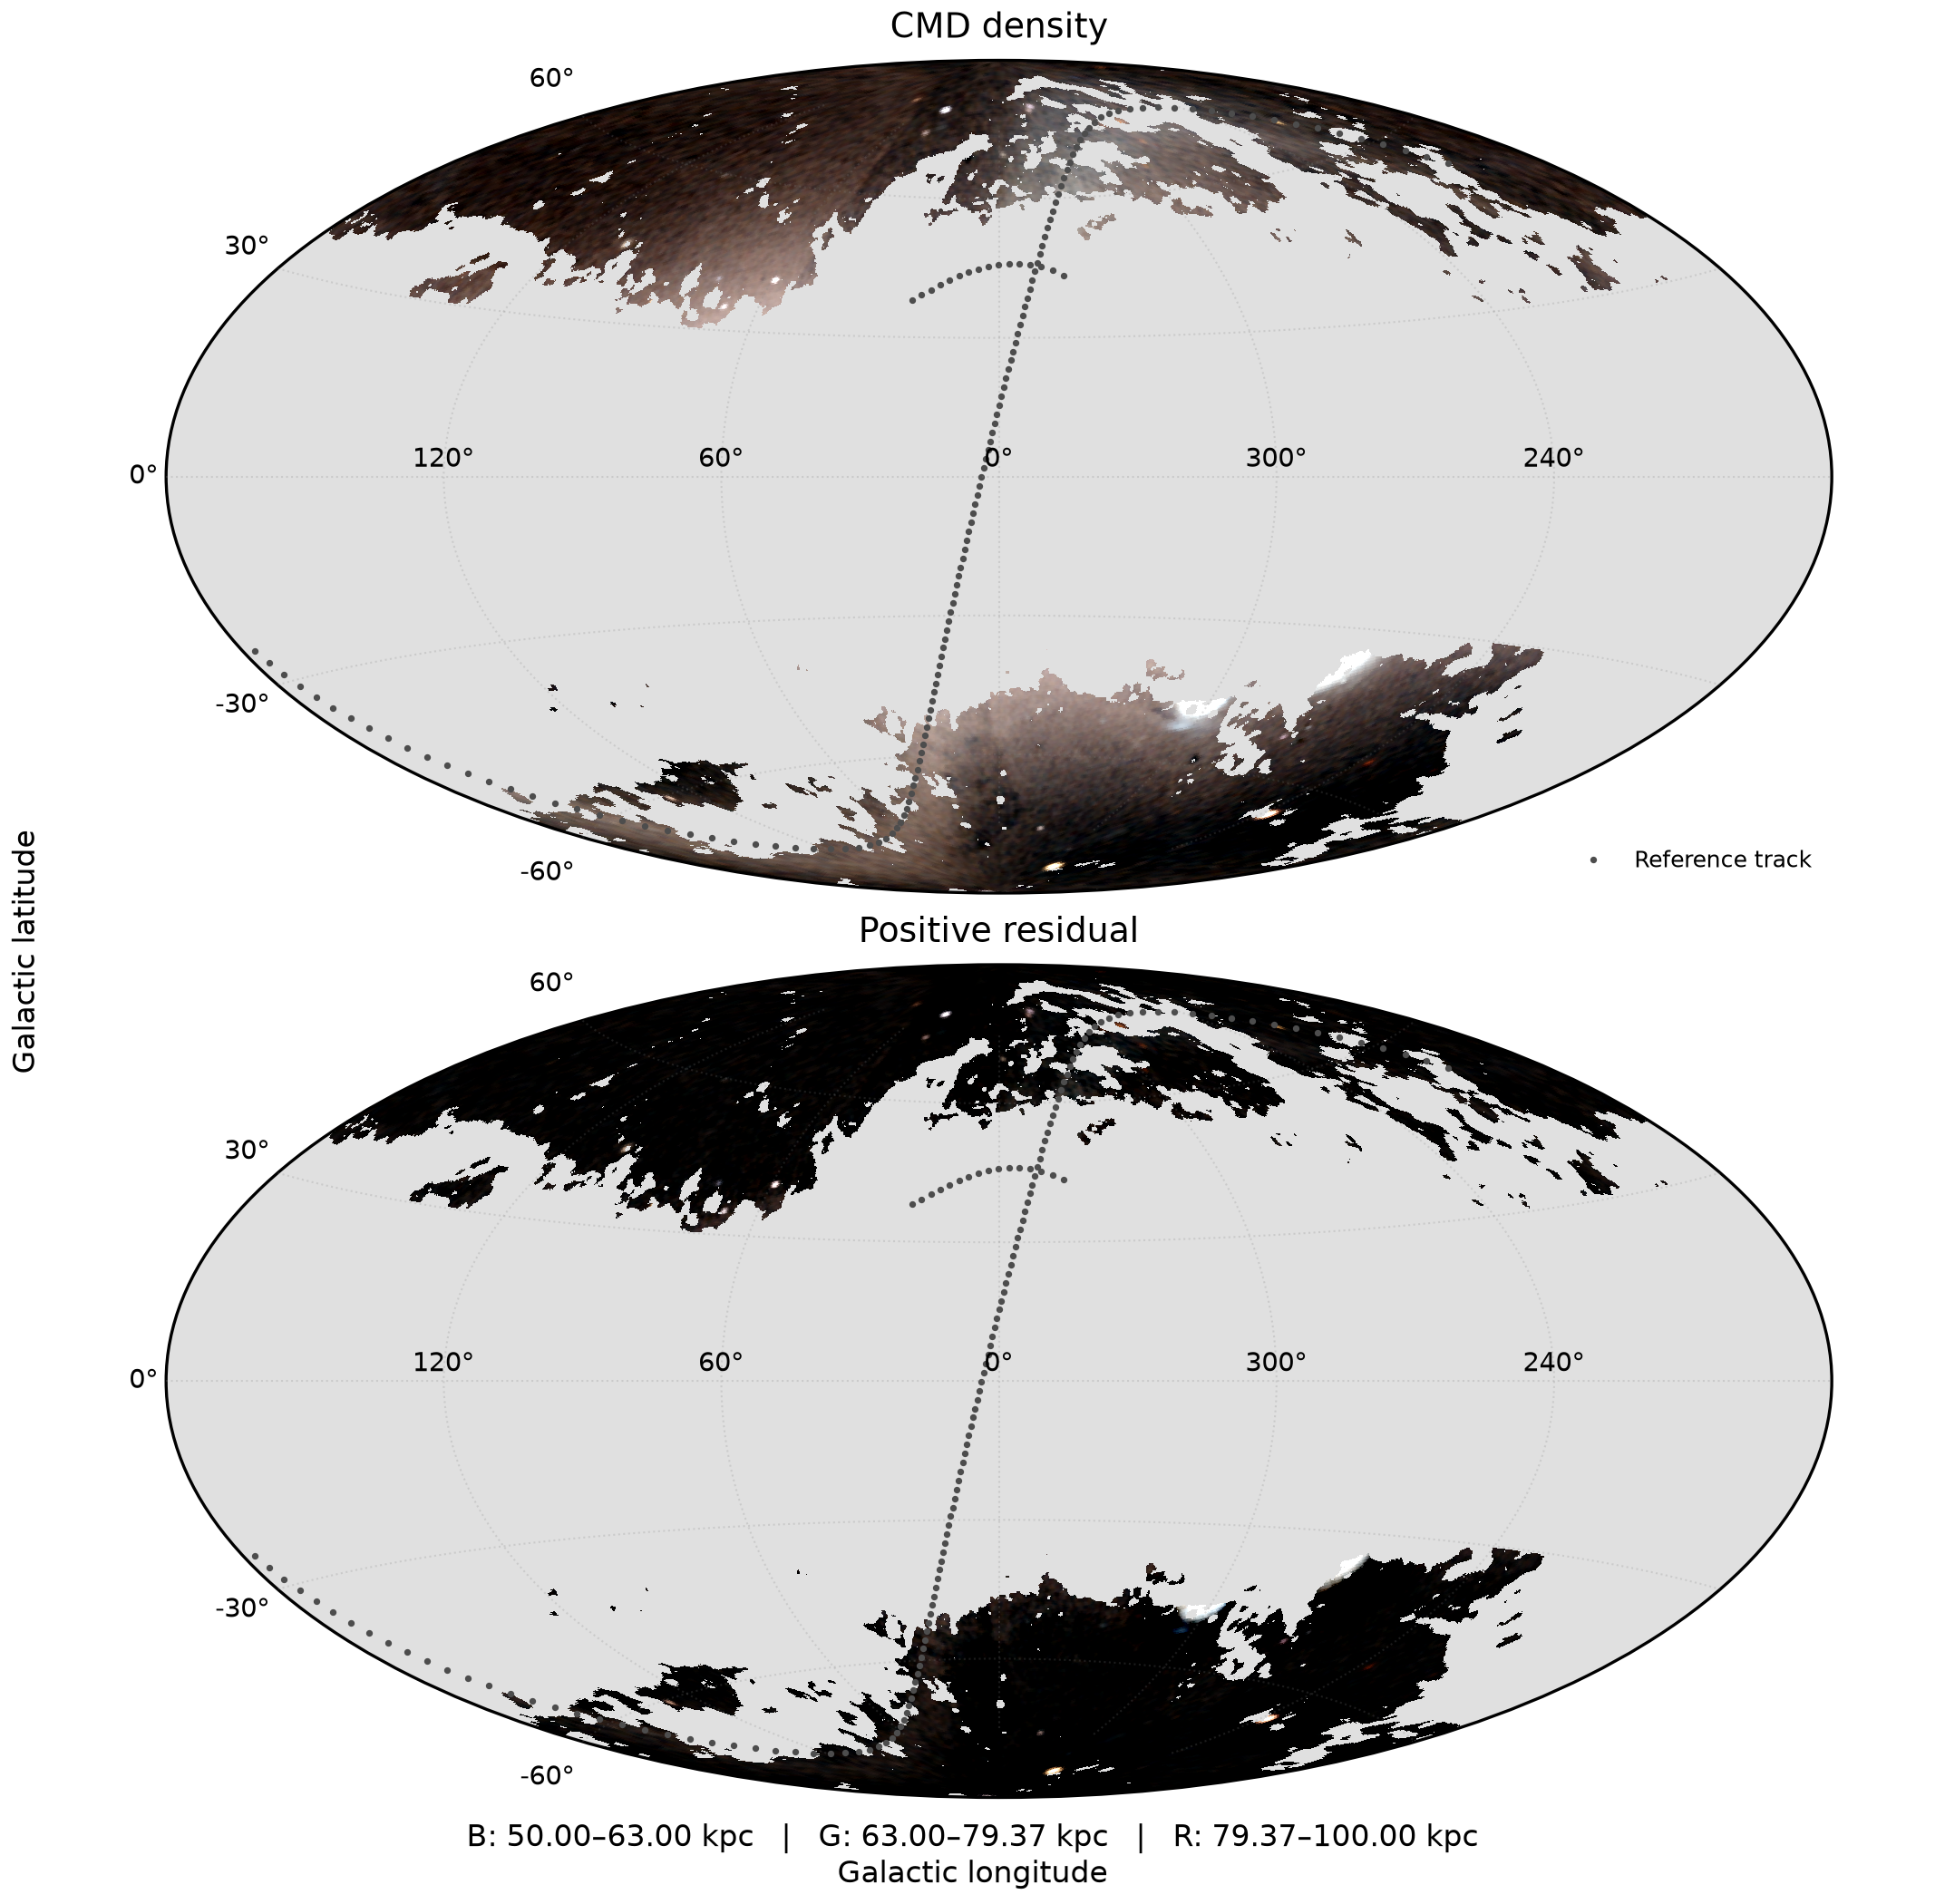 CMD density
60°
30°
0°
120° 60° 0° 300° 240°
-30°
-60°
Reference track
Galactic latitude
Positive residual
60°
30°
0°
120° 60° 0° 300° 240°
-30°
-60°
B: 50.00–63.00 kpc | G: 63.00–79.37 kpc | R: 79.37–100.00 kpc
Galactic longitude